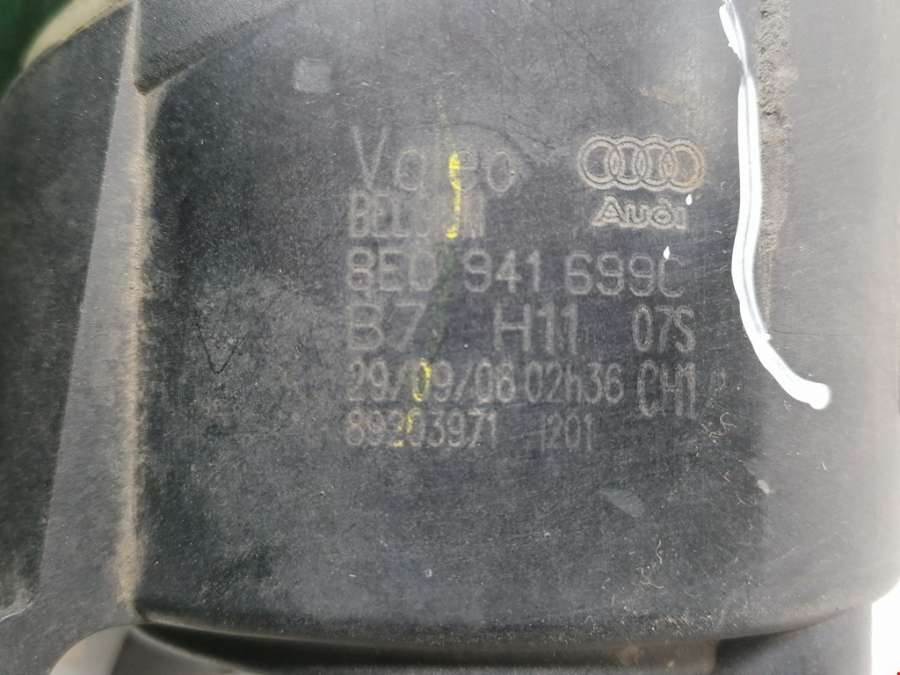 Valeo
Audi
BELGIUM
8E0 941 699C
B7 H11 07S
29/09/08 02h36 CH1
89203971 1201